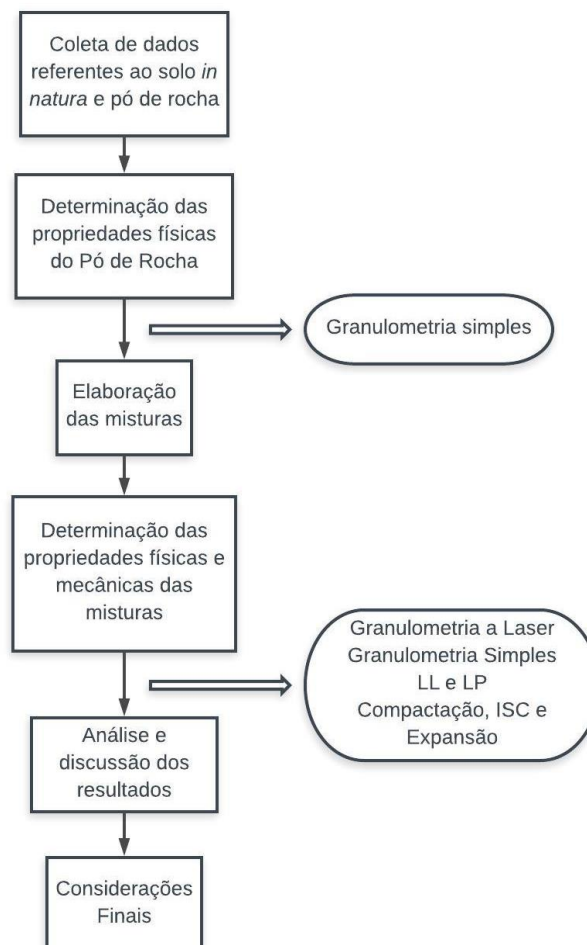 Coleta de dados
referentes ao solo in
natura e pó de rocha
Determinação das
propriedades físicas
do Pó de Rocha
Granulometria simples
Elaboração
das misturas
Determinação das
propriedades físicas e
mecânicas das
misturas
Granulometria a Laser
Granulometria Simples
LL e LP
Compactação, ISC e
Expansão
Análise e
discussão dos
resultados
Considerações
Finais